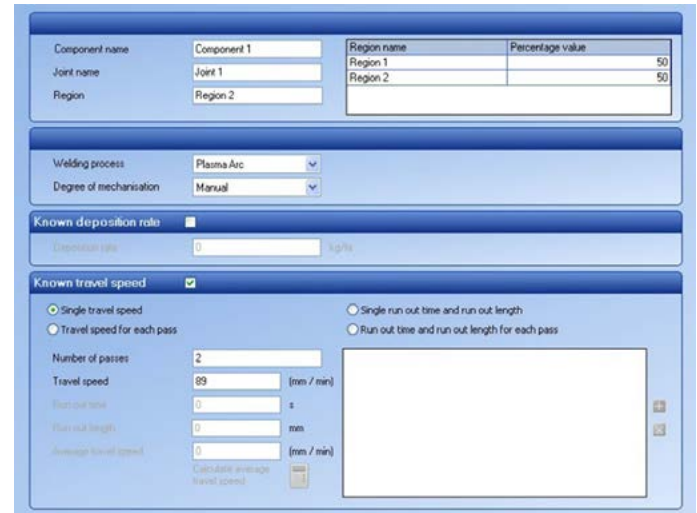 Component name Component 1
Joint name Joint 1
Region Region 2
Region name Percentage value
Region 1 50
Region 2 50
Welding process Plasma Arc
Degree of mechanisation Manual
Known deposition rate
Deposition rate 0 kg/hr
Known travel speed
Single travel speed
Travel speed for each pass
Single run out time and run out length
Run out time and run out length for each pass
Number of passes 2
Travel speed 89 (mm / min)
Run out time 0 s
Run out length 0 mm
Average travel speed 0 (mm / min)
Calculate average
travel speed